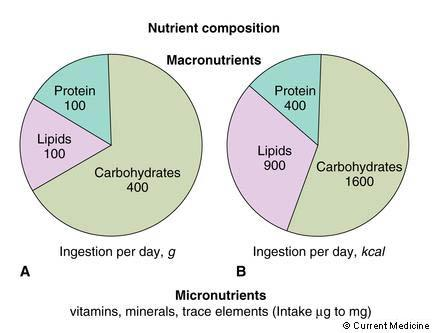 Nutrient composition
Macronutrients
Protein
100
Lipids
100
Carbohydrates
400
Protein
400
Lipids
900
Carbohydrates
1600
Ingestion per day, g
Ingestion per day, kcal
A
B
Micronutrients
vitamins, minerals, trace elements (Intake μg to mg)
© Current Medicine